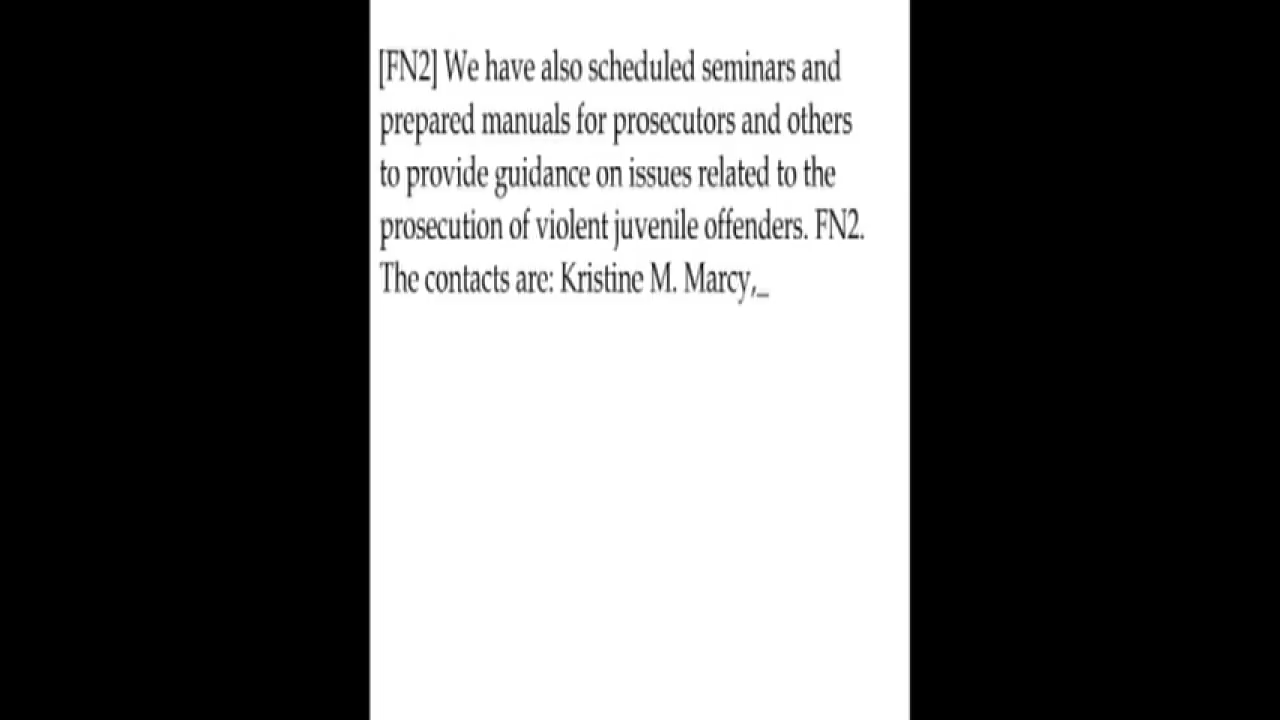 [FN2] We have also scheduled seminars and
prepared manuals for prosecutors and others
to provide guidance on issues related to the
prosecution of violent juvenile offenders. FN2.
The contacts are: Kristine M. Marcy,_